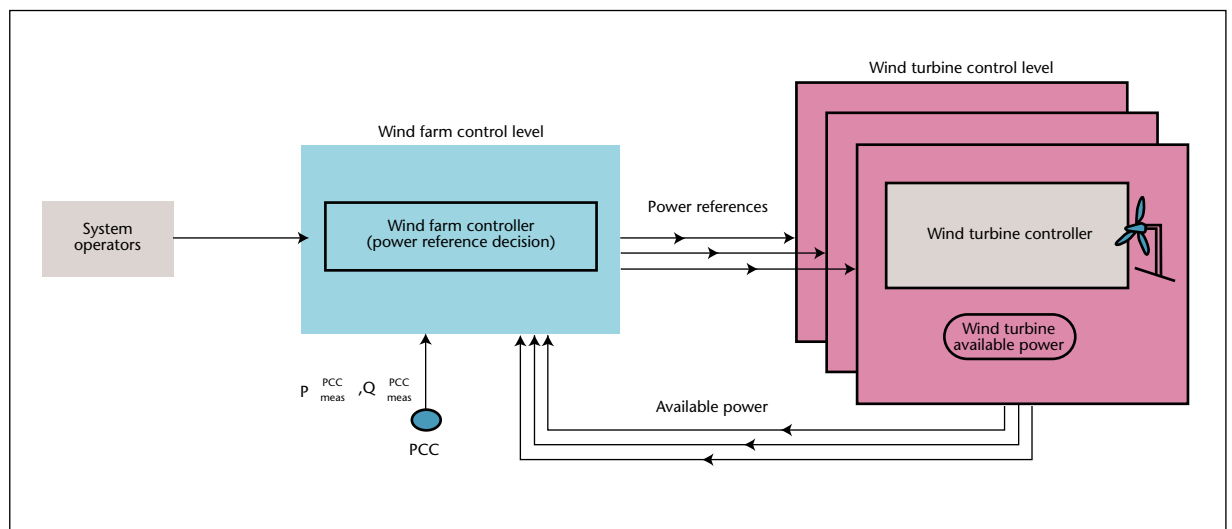 Wind turbine control level
Wind farm control level
System
operators
Wind farm controller
(power reference decision)
Power references
Wind turbine controller
Wind turbine
available power
P PCC meas ,Q PCC meas
PCC
Available power